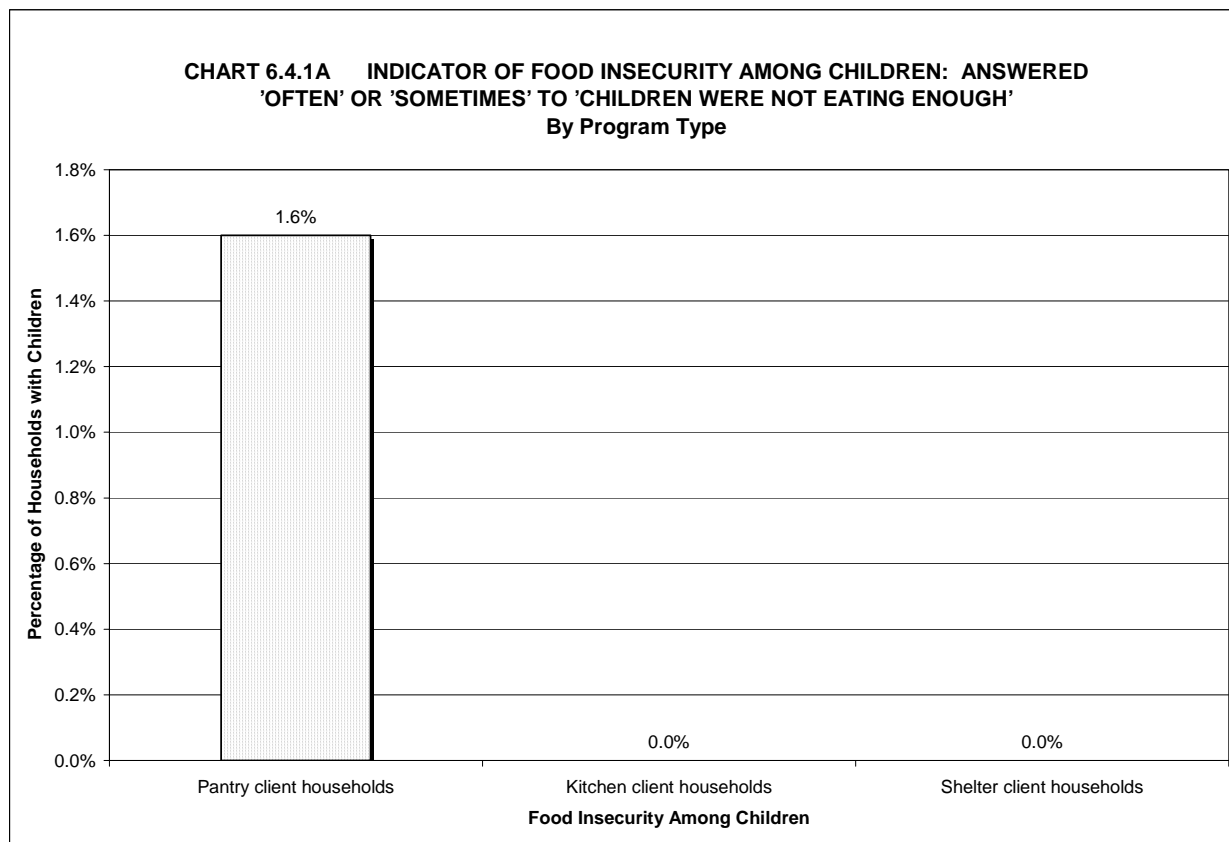 CHART 6.4.1A INDICATOR OF FOOD INSECURITY AMONG CHILDREN: ANSWERED
’OFTEN’ OR ’SOMETIMES’ TO ’CHILDREN WERE NOT EATING ENOUGH’
By Program Type
Percentage of Households with Children
1.8%
1.6%
1.4%
1.2%
1.0%
0.8%
0.6%
0.4%
0.2%
0.0%
1.6%
0.0%
0.0%
Pantry client households
Kitchen client households
Shelter client households
Food Insecurity Among Children